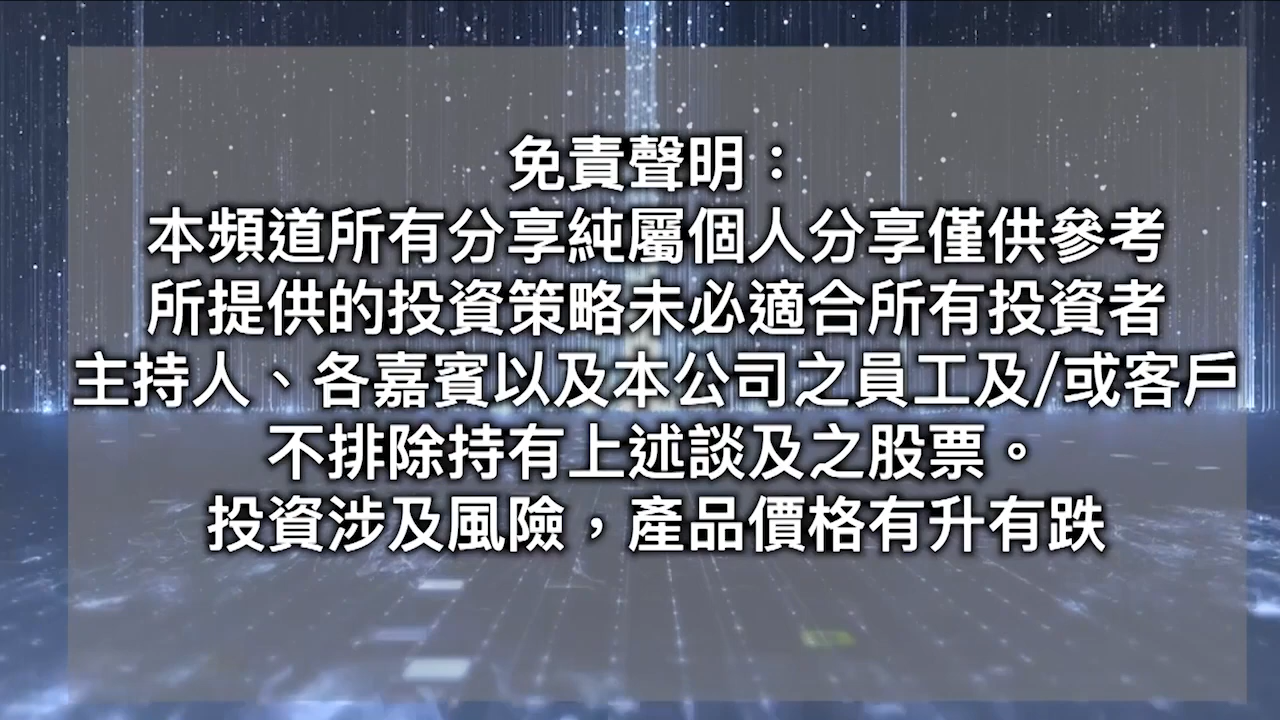 免責聲明：
本頻道所有分享純屬個人分享僅供參考
所提供的投資策略未必適合所有投資者
主持人、各嘉賓以及本公司之員工及/或客戶
不排除持有上述談及之股票。
投資涉及風險，產品價格有升有跌